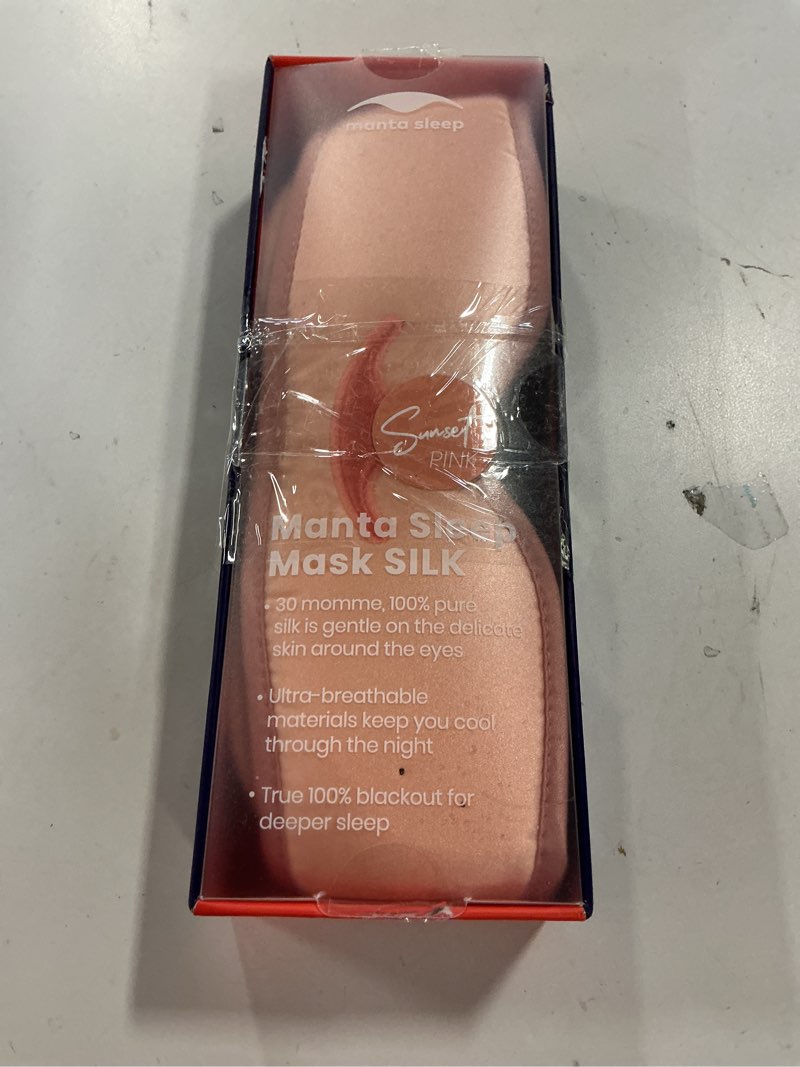 manta sleep
Sunset
PINK
Manta Sleep
Mask SILK
• 30 momme, 100% pure
silk is gentle on the delicate
skin around the eyes
• Ultra-breathable
materials keep you cool
through the night
• True 100% blackout for
deeper sleep